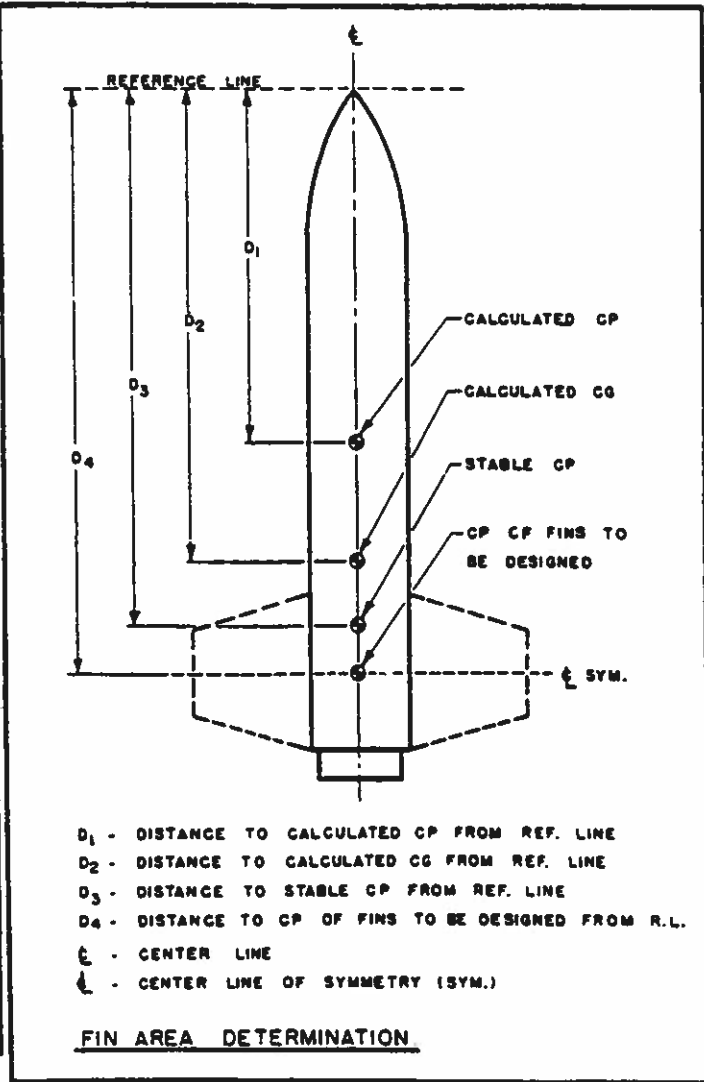 ℄
REFERENCE LINE
D1
D2
D3
D4
CALCULATED CP
CALCULATED CG
STABLE CP
CP CF FINS TO
BE DESIGNED
℄ SYM.
D1 - DISTANCE TO CALCULATED CP FROM REF. LINE
D2 - DISTANCE TO CALCULATED CG FROM REF. LINE
D3 - DISTANCE TO STABLE CP FROM REF. LINE
D4 - DISTANCE TO CP OF FINS TO BE DESIGNED FROM R.L.
℄ - CENTER LINE
℄ - CENTER LINE OF SYMMETRY (SYM.)
FIN AREA DETERMINATION